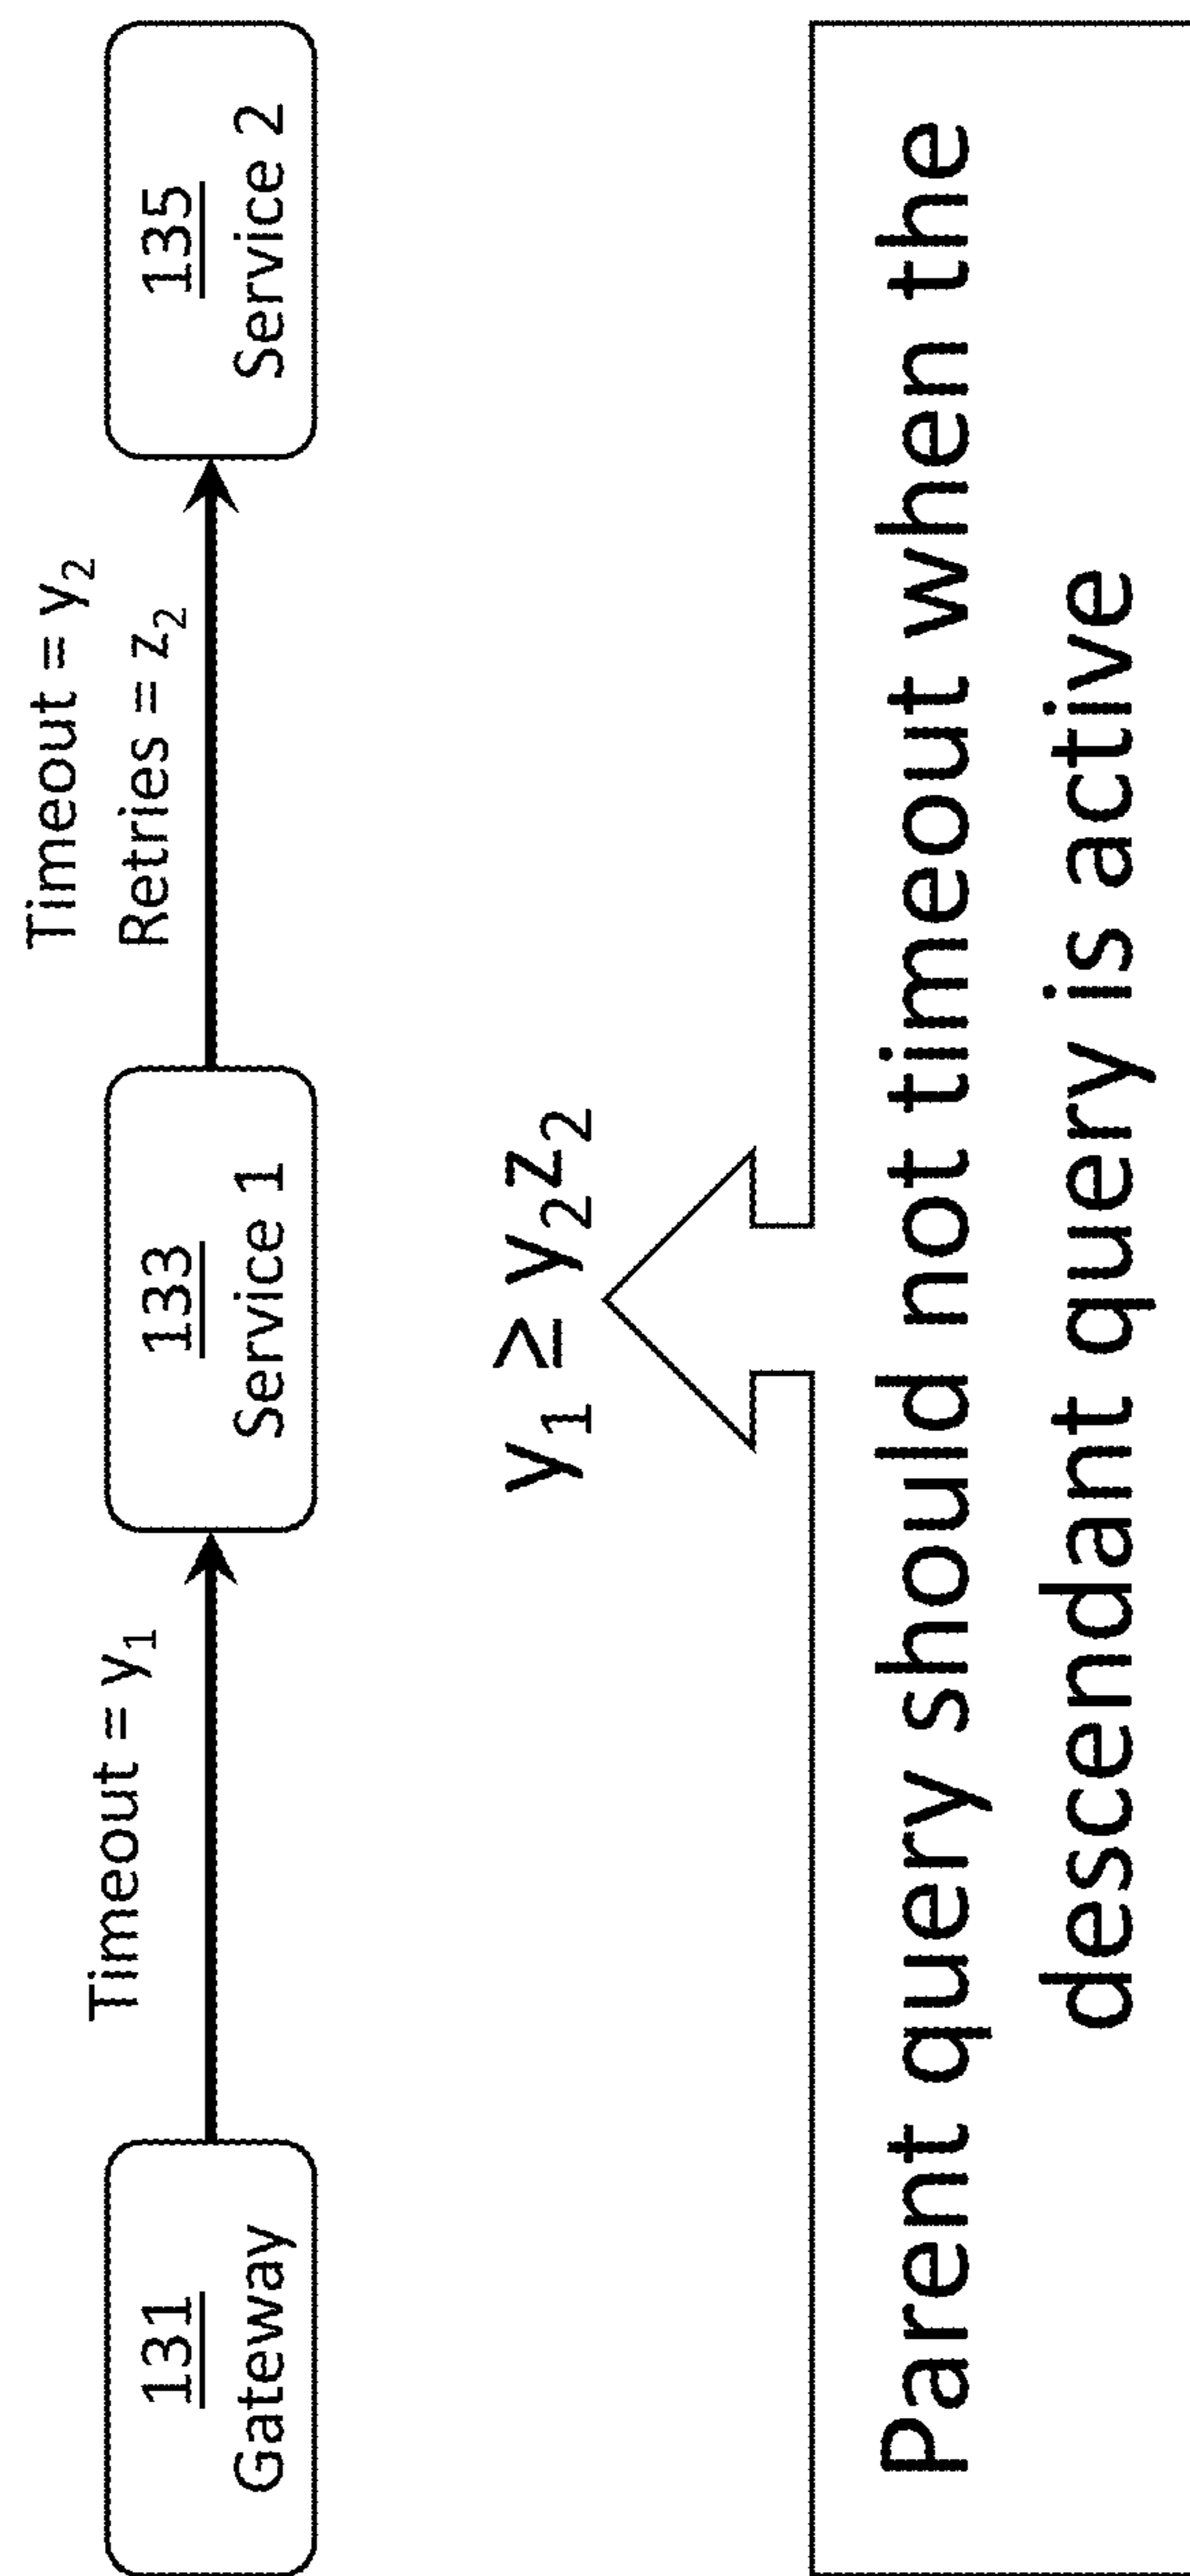 131
Gateway
Timeout = y₁
133
Service 1
Timeout = y₂
Retries = z₂
135
Service 2
y₁ ≥ y₂z₂
Parent query should not timeout when the
descendant query is active